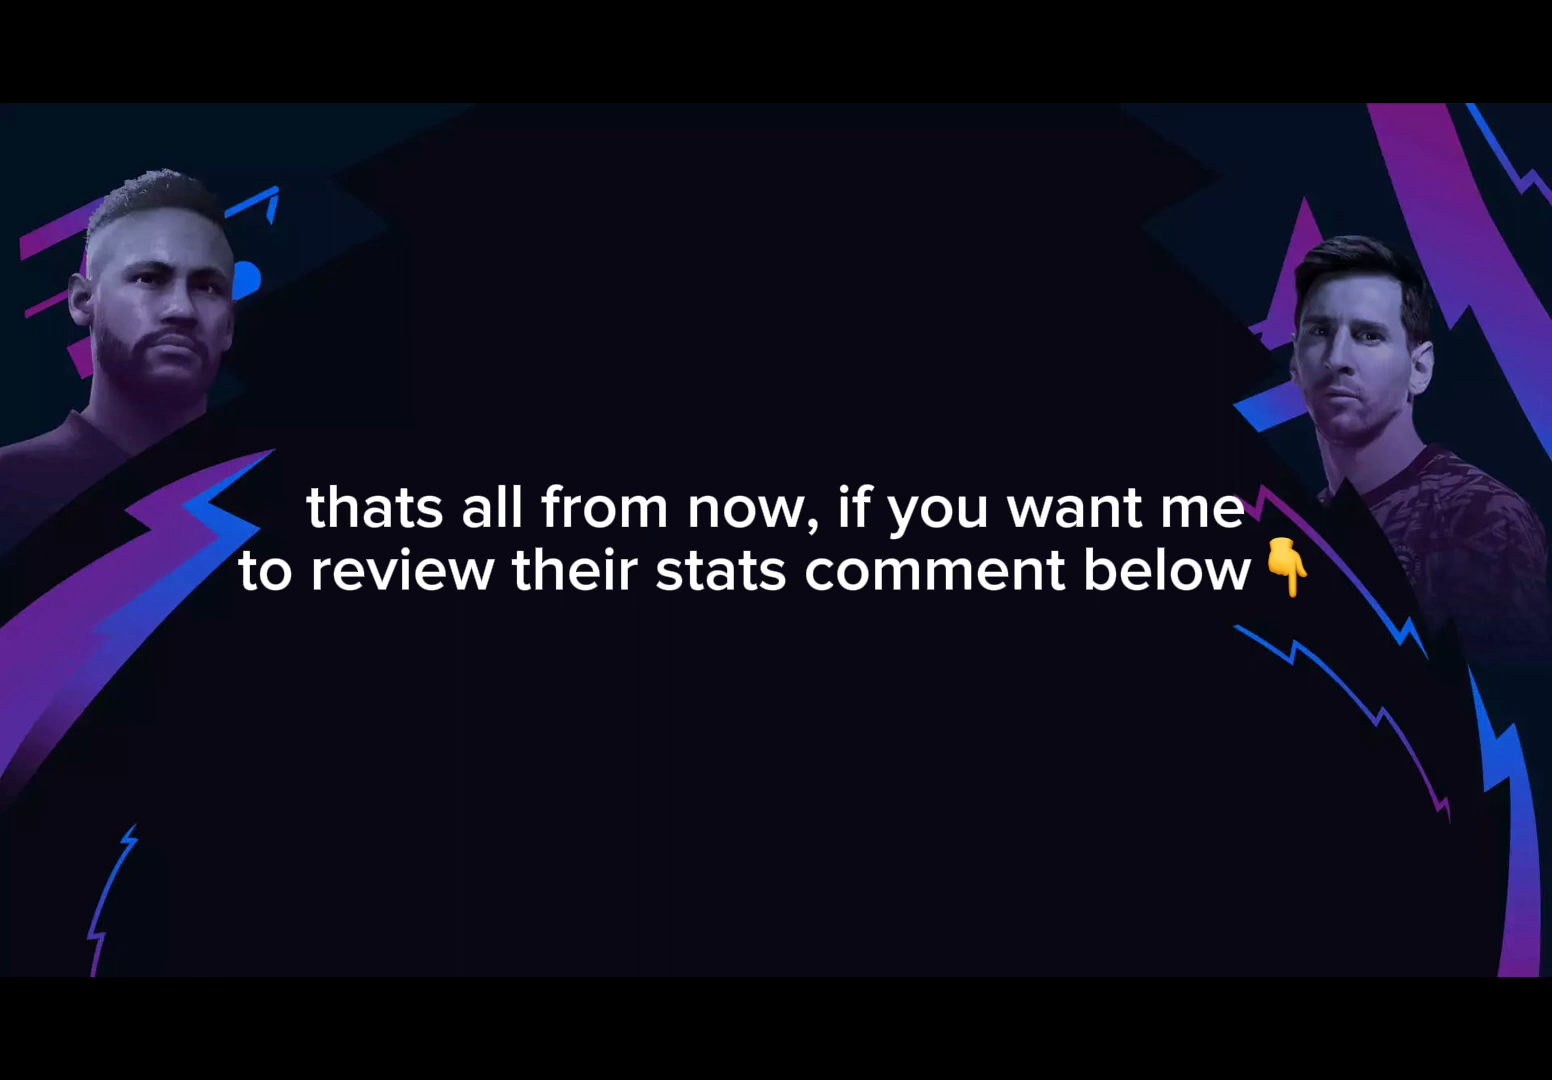 thats all from now, if you want me
to review their stats comment below👇